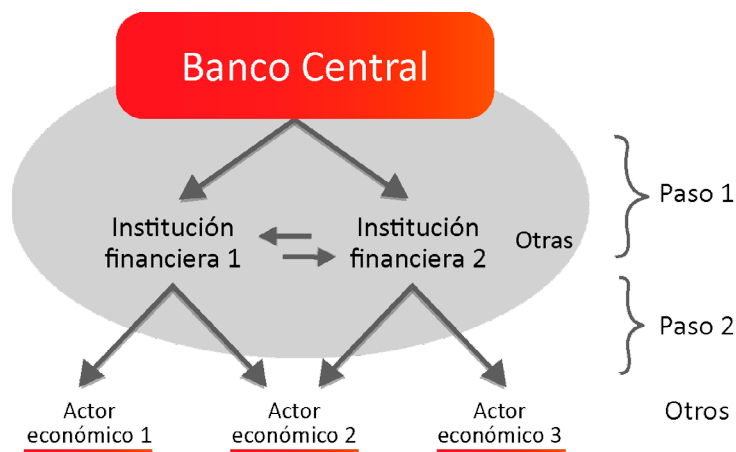 Banco Central
Paso 1
Institución
financiera 1
Institución
financiera 2
Otras
Paso 2
Actor
económico 1
Actor
económico 2
Actor
económico 3
Otros